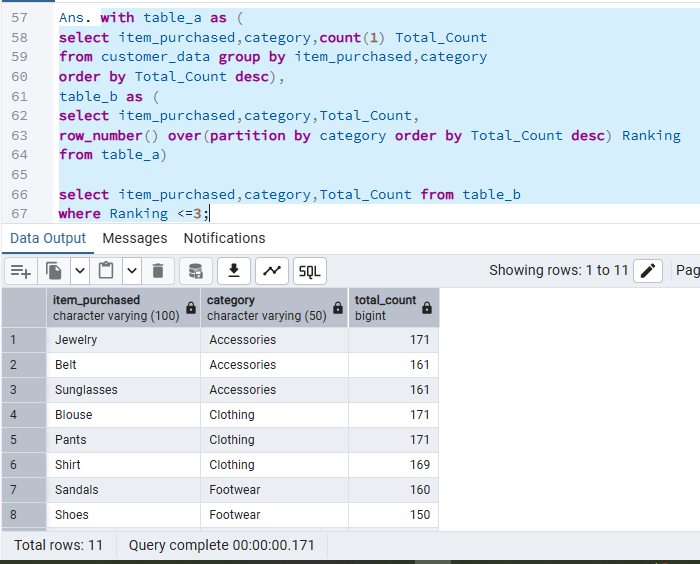 57 Ans. with table_a as (
58 select item_purchased,category,count(1) Total_Count
59 from customer_data group by item_purchased,category
60 order by Total_Count desc),
61 table_b as (
62 select item_purchased,category,Total_Count,
63 row_number() over(partition by category order by Total_Count desc) Ranking
64 from table_a)
65
66 select item_purchased,category,Total_Count from table_b
67 where Ranking <=3;
Data Output Messages Notifications
SQL Showing rows: 1 to 11 Pag
item_purchased category total_count
character varying (100) character varying (50) bigint
1 Jewelry Accessories 171
2 Belt Accessories 161
3 Sunglasses Accessories 161
4 Blouse Clothing 171
5 Pants Clothing 171
6 Shirt Clothing 169
7 Sandals Footwear 160
8 Shoes Footwear 150
Total rows: 11 Query complete 00:00:00.171